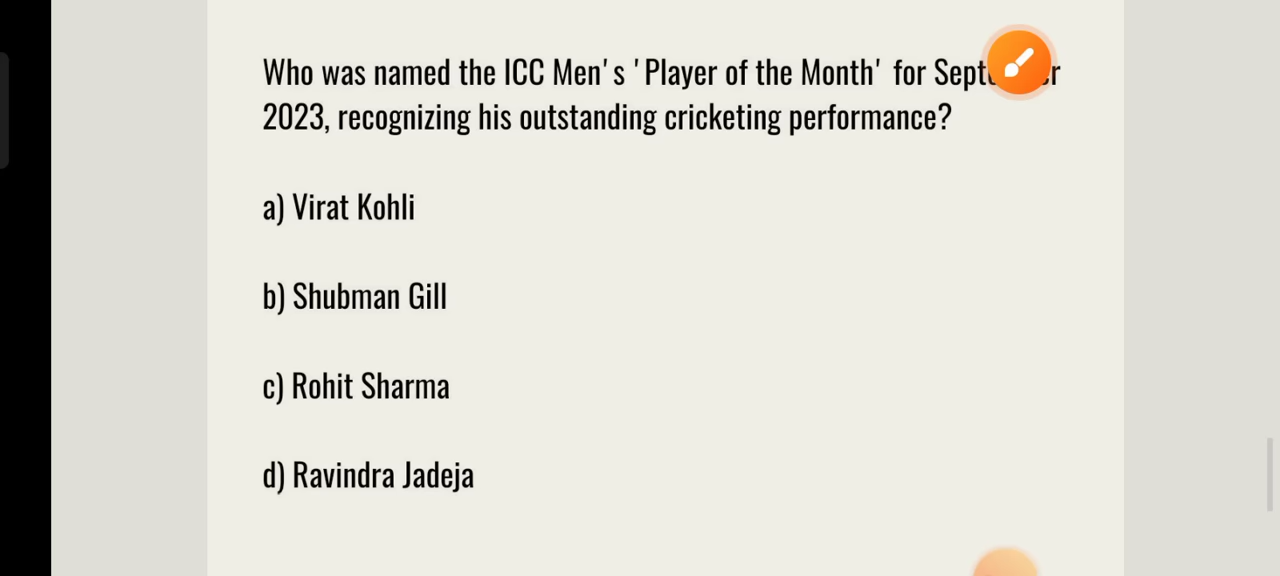 Who was named the ICC Men's 'Player of the Month' for
2023, recognizing his outstanding cricketing performance?
a) Virat Kohli
b) Shubman Gill
c) Rohit Sharma
d) Ravindra Jadeja